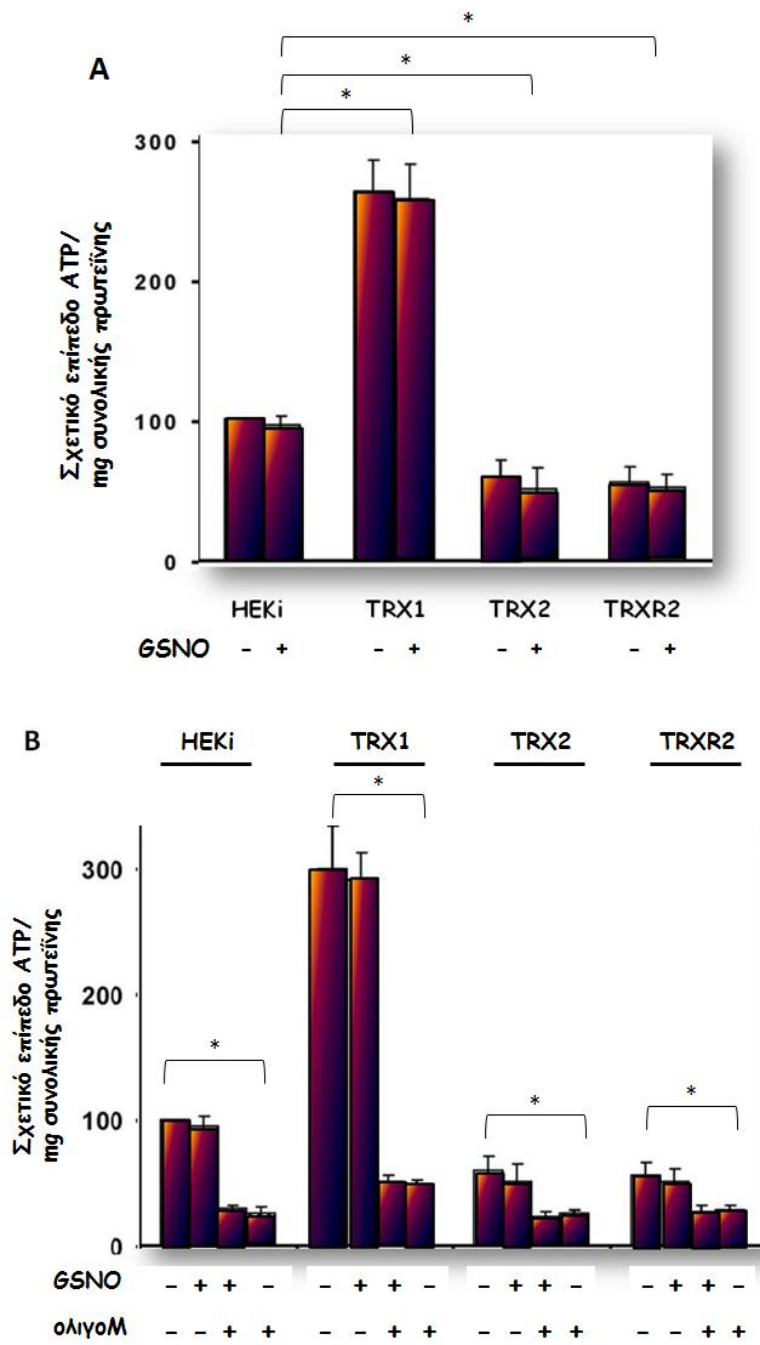 *
A
*
*
Σχετικό επίπεδο ATP/
mg συνολικής πρωτεΐνης
300
200
100
0
HEKi TRX1 TRX2 TRXR2
GSNO - + - + - + - +
B HEKi TRX1 TRX2 TRXR2
*
*
*
*
Σχετικό επίπεδο ATP/
mg συνολικής πρωτεΐνης
300
200
100
0
GSNO - + + - - + + - - + + - - + + -
ολιγοM - - + + - - + + - - + + - - + +